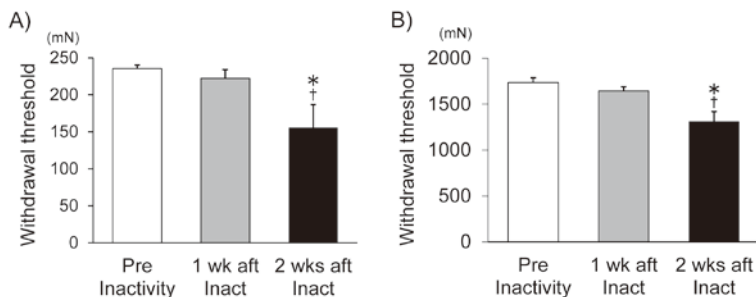 A)
(mN)
Withdrawal threshold
250
200
150
100
50
0
*
†
Pre
Inactivity
1 wk aft
Inact
2 wks aft
Inact
B)
(mN)
Withdrawal threshold
2000
1500
1000
500
0
*
†
Pre
Inactivity
1 wk aft
Inact
2 wks aft
Inact